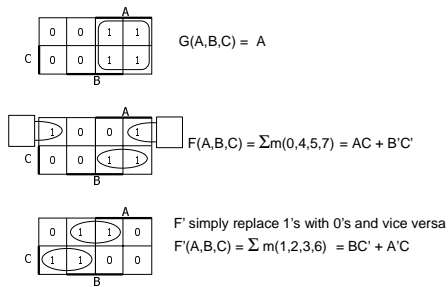 A
0 0 1 1
C 0 0 1 1
B
G(A,B,C) = A
A
1 0 0 1
C 0 0 1 1
B
F(A,B,C) = Σm(0,4,5,7) = AC + B'C'
A
0 1 1 0
C 1 1 0 0
B
F' simply replace 1's with 0's and vice versa
F'(A,B,C) = Σ m(1,2,3,6) = BC' + A'C